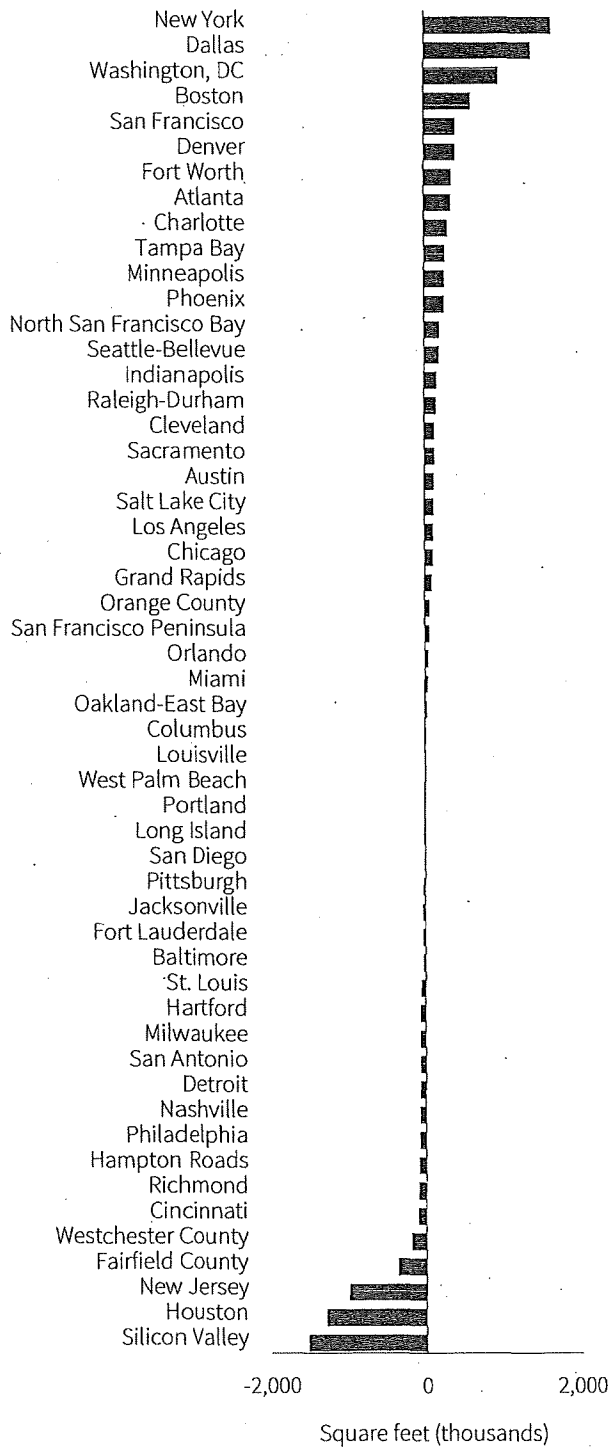 New York
Dallas
Washington, DC
Boston
San Francisco
Denver
Fort Worth
Atlanta
Charlotte
Tampa Bay
Minneapolis
Phoenix
North San Francisco Bay
Seattle-Bellevue
Indianapolis
Raleigh-Durham
Cleveland
Sacramento
Austin
Salt Lake City
Los Angeles
Chicago
Grand Rapids
Orange County
San Francisco Peninsula
Orlando
Miami
Oakland-East Bay
Columbus
Louisville
West Palm Beach
Portland
Long Island
San Diego
Pittsburgh
Jacksonville
Fort Lauderdale
Baltimore
St. Louis
Hartford
Milwaukee
San Antonio
Detroit
Nashville
Philadelphia
Hampton Roads
Richmond
Cincinnati
Westchester County
Fairfield County
New Jersey
Houston
Silicon Valley
-2,000 0 2,000
Square feet (thousands)